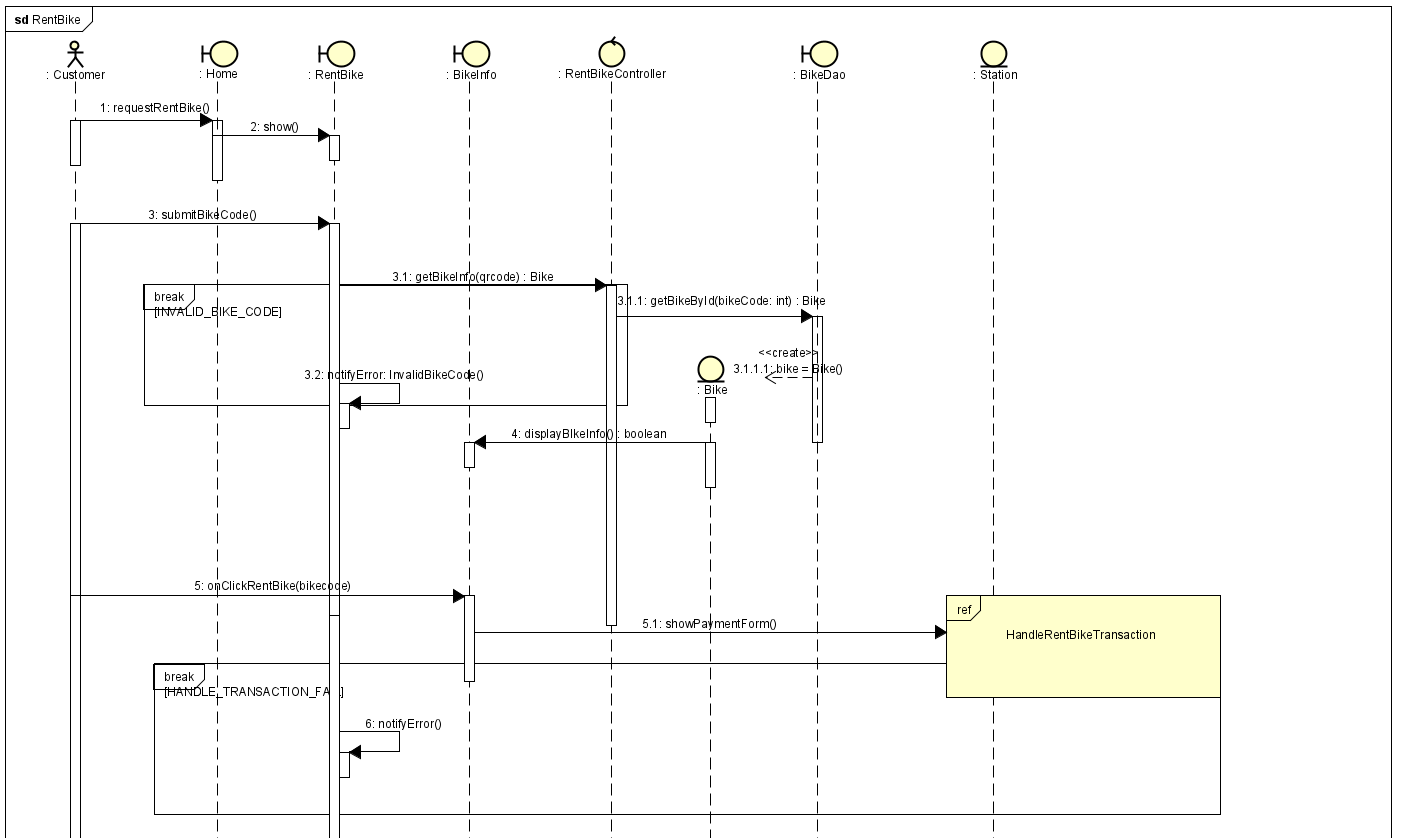 sd RentBike
: Customer
: Home
: RentBike
: BikeInfo
: RentBikeController
: BikeDao
: Station
1: requestRentBike()
2: show()
3: submitBikeCode()
3.1: getBikeInfo(qrcode) : Bike
break
[INVALID_BIKE_CODE]
3.1.1: getBikeById(bikeCode: int) : Bike
<<create>>
3.1.1.1: bike = Bike()
3.2: notifyError: InvalidBikeCode()
: Bike
4: displayBIkeInfo() : boolean
5: onClickRentBike(bikecode)
ref
5.1: showPaymentForm()
HandleRentBikeTransaction
break
6: notifyError()